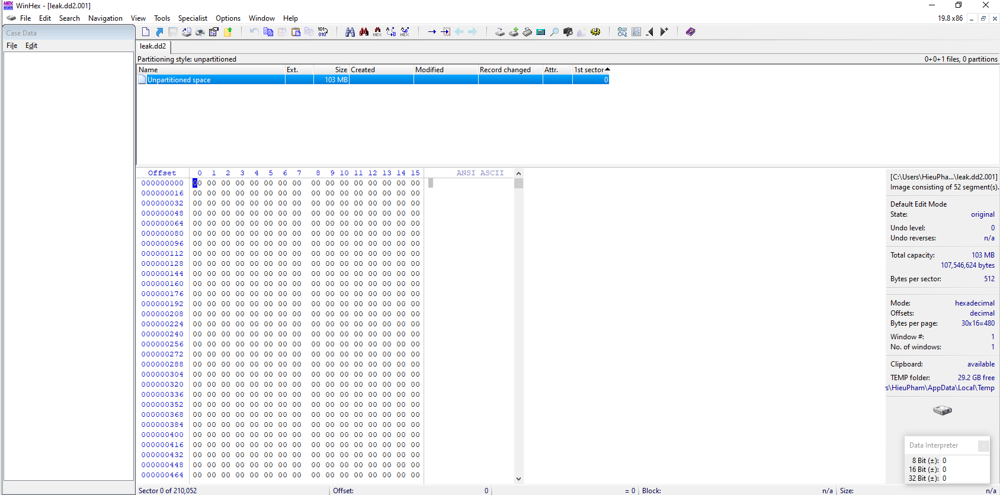 WinHex - [leak.dd2.001]
File Edit Search Navigation View Tools Specialist Options Window Help
19.8 x86
Case Data
File Edit
leak.dd2
Partitioning style: unpartitioned
0+0+1 files, 0 partitions
Name Ext. Size Created Modified Record changed Attr. 1st sector
Unpartitioned space 103 MB 0
Offset 0 1 2 3 4 5 6 7 8 9 10 11 12 13 14 15 ANSI ASCII
000000000 00 00 00 00 00 00 00 00 00 00 00 00 00 00 00 00
000000016 00 00 00 00 00 00 00 00 00 00 00 00 00 00 00 00
000000032 00 00 00 00 00 00 00 00 00 00 00 00 00 00 00 00
000000048 00 00 00 00 00 00 00 00 00 00 00 00 00 00 00 00
000000064 00 00 00 00 00 00 00 00 00 00 00 00 00 00 00 00
000000080 00 00 00 00 00 00 00 00 00 00 00 00 00 00 00 00
000000096 00 00 00 00 00 00 00 00 00 00 00 00 00 00 00 00
000000112 00 00 00 00 00 00 00 00 00 00 00 00 00 00 00 00
000000128 00 00 00 00 00 00 00 00 00 00 00 00 00 00 00 00
000000144 00 00 00 00 00 00 00 00 00 00 00 00 00 00 00 00
000000160 00 00 00 00 00 00 00 00 00 00 00 00 00 00 00 00
000000176 00 00 00 00 00 00 00 00 00 00 00 00 00 00 00 00
000000192 00 00 00 00 00 00 00 00 00 00 00 00 00 00 00 00
000000208 00 00 00 00 00 00 00 00 00 00 00 00 00 00 00 00
000000224 00 00 00 00 00 00 00 00 00 00 00 00 00 00 00 00
000000240 00 00 00 00 00 00 00 00 00 00 00 00 00 00 00 00
000000256 00 00 00 00 00 00 00 00 00 00 00 00 00 00 00 00
000000272 00 00 00 00 00 00 00 00 00 00 00 00 00 00 00 00
000000288 00 00 00 00 00 00 00 00 00 00 00 00 00 00 00 00
000000304 00 00 00 00 00 00 00 00 00 00 00 00 00 00 00 00
000000320 00 00 00 00 00 00 00 00 00 00 00 00 00 00 00 00
000000336 00 00 00 00 00 00 00 00 00 00 00 00 00 00 00 00
000000352 00 00 00 00 00 00 00 00 00 00 00 00 00 00 00 00
000000368 00 00 00 00 00 00 00 00 00 00 00 00 00 00 00 00
000000384 00 00 00 00 00 00 00 00 00 00 00 00 00 00 00 00
000000400 00 00 00 00 00 00 00 00 00 00 00 00 00 00 00 00
000000416 00 00 00 00 00 00 00 00 00 00 00 00 00 00 00 00
000000432 00 00 00 00 00 00 00 00 00 00 00 00 00 00 00 00
000000448 00 00 00 00 00 00 00 00 00 00 00 00 00 00 00 00
000000464 00 00 00 00 00 00 00 00 00 00 00 00 00 00 00 00
[C:\Users\HieuPha...\leak.dd2.001]
Image consisting of 52 segment(s).
Default Edit Mode
State: original
Undo level: 0
Undo reverses: n/a
Total capacity: 103 MB
107,546,624 bytes
Bytes per sector: 512
Mode: hexadecimal
Offsets: decimal
Bytes per page: 30x16=480
Window #: 1
No. of windows: 1
Clipboard: available
TEMP folder: 29.2 GB free
s\HieuPham\AppData\Local\Temp
Data Interpreter
8 Bit (±): 0
16 Bit (±): 0
32 Bit (±): 0
Sector 0 of 210,052 Offset: 0 = 0 Block: n/a Size: n/a